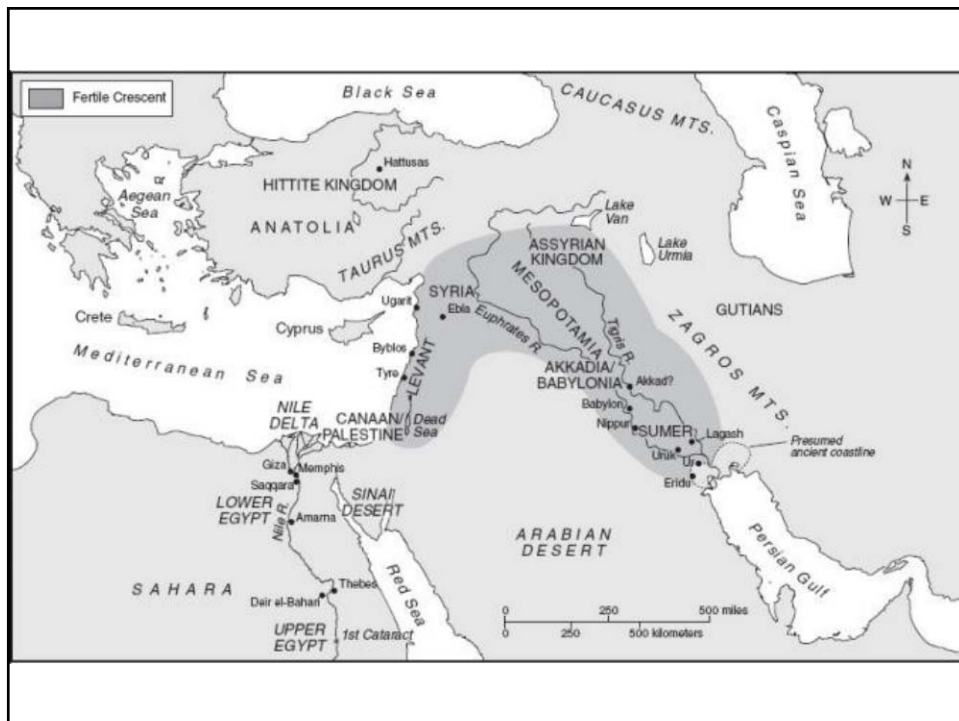 Fertile Crescent
Black Sea
CAUCASUS MTS.
Caspian Sea
N
W
E
S
Hattusas
HITTITE KINGDOM
Aegean
Sea
ANATOLIA
TAURUS MTS.
Lake
Van
Lake
Urmia
ASSYRIAN
KINGDOM
MESOPOTAMIA
SYRIA
Ugarit
Ebla
Euphrates R.
Tigris R.
GUTIANS
ZAGROS MTS.
Crete
Cyprus
Mediterranean Sea
Byblos
Tyre
LEVANT
AKKADIA/
BABYLONIA
Akkad?
Babylon
Nippur
SUMER
Lagash
Uruk
Ur
Eridu
Presumed
ancient coastline
NILE
DELTA
CANAAN/
PALESTINE
Dead
Sea
Giza
Memphis
Saqqara
LOWER
EGYPT
Nile R.
Amarna
SINAI
DESERT
ARABIAN
DESERT
Persian Gulf
SAHARA
Thebes
Deir el-Bahari
Red Sea
UPPER
EGYPT
1st Cataract
0 250 500 miles
0 250 500 kilometers